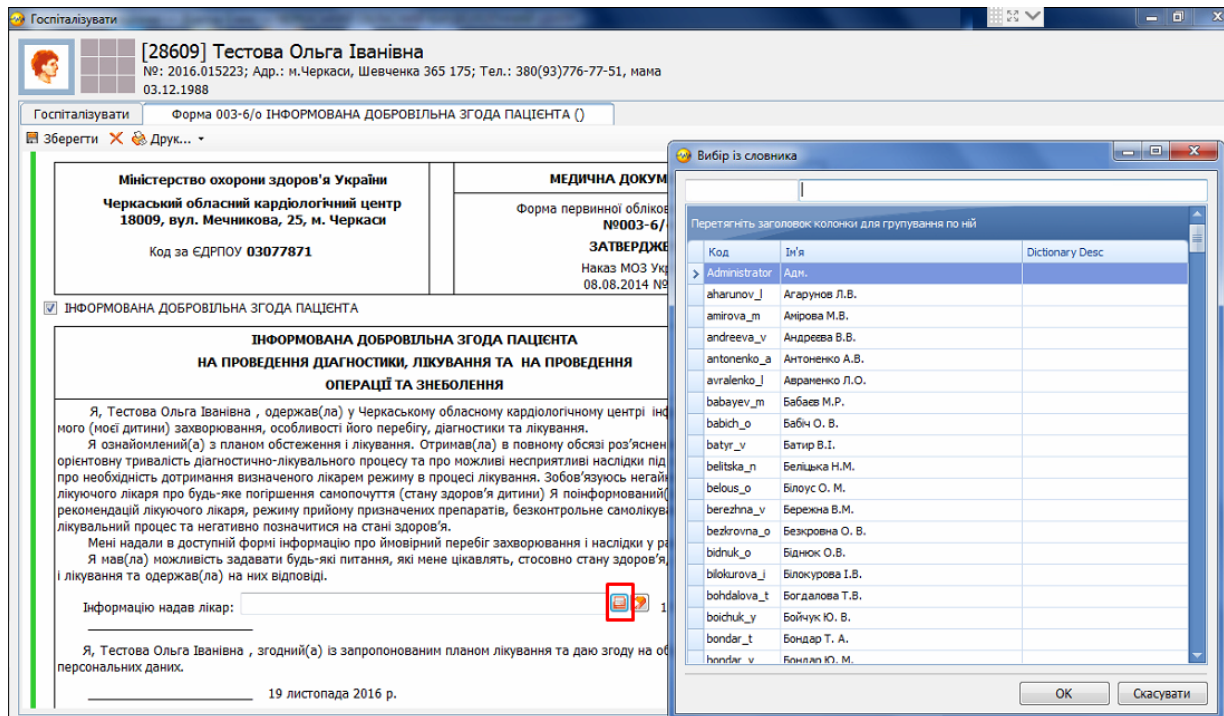 Госпіталізувати
[28609] Тестова Ольга Іванівна
№: 2016.015223; Адр.: м.Черкаси, Шевченка 365 175; Тел.: 380(93)776-77-51, мама
03.12.1988
Госпіталізувати Форма 003-6/о ІНФОРМОВАНА ДОБРОВІЛЬНА ЗГОДА ПАЦІЄНТА ()
Зберегти Друк...
Міністерство охорони здоров'я України
Черкаський обласний кардіологічний центр
18009, вул. Мечникова, 25, м. Черкаси
Код за ЄДРПОУ 03077871
МЕДИЧНА ДОКУМ
Форма первинної обліков
№003-6/
ЗАТВЕРДЖЕ
Наказ МОЗ Укр
08.08.2014 №
ІНФОРМОВАНА ДОБРОВІЛЬНА ЗГОДА ПАЦІЄНТА
ІНФОРМОВАНА ДОБРОВІЛЬНА ЗГОДА ПАЦІЄНТА
НА ПРОВЕДЕННЯ ДІАГНОСТИКИ, ЛІКУВАННЯ ТА НА ПРОВЕДЕННЯ
ОПЕРАЦІЇ ТА ЗНЕБОЛЕННЯ
Я, Тестова Ольга Іванівна , одержав(ла) у Черкаському обласному кардіологічному центрі інф
мого (моєї дитини) захворювання, особливості його перебігу, діагностики та лікування.
Я ознайомлений(а) з планом обстеження і лікування. Отримав(ла) в повному обсязі роз'яснен
орієнтовну тривалість діагностично-лікувального процесу та про можливі несприятливі наслідки під
про необхідність дотримання визначеного лікарем режиму в процесі лікування. Зобов'язуюсь негай
лікуючого лікаря про будь-яке погіршення самопочуття (стану здоров'я дитини) Я поінформований(
рекомендацій лікуючого лікаря, режиму прийому призначених препаратів, безконтрольне самолікува
лікувальний процес та негативно позначитися на стані здоров'я.
Мені надали в доступній формі інформацію про ймовірний перебіг захворювання і наслідки у ра
Я мав(ла) можливість задавати будь-які питання, які мене цікавлять, стосовно стану здоров'я,
і лікування та одержав(ла) на них відповіді.
Інформацію надав лікар: 1
Я, Тестова Ольга Іванівна , згодний(а) із запропонованим планом лікування та даю згоду на об
персональних даних.
19 листопада 2016 р.
Вибір із словника
Перетягніть заголовок колонки для групування по ній
Код Ім'я Dictionary Desc
Administrator Адм.
aharunov_l Агарунов Л.В.
amirova_m Амірова М.В.
andreeva_v Андреєва В.В.
antonenko_a Антоненко А.В.
avralenko_l Авраменко Л.О.
babayev_m Бабаєв М.Р.
babich_o Бабіч О. В.
batyr_v Батир В.І.
belitska_n Беліцька Н.М.
belous_o Білоус О. М.
berezhna_v Бережна В.М.
bezkrovna_o Безкровна О. В.
bidnuk_o Біднюк О.В.
bilokurova_i Білокурова І.В.
bohdalova_t Богдалова Т.В.
boichuk_y Бойчук Ю. В.
bondar_t Бондар Т. А.
bondar_v Бондар Ю. М.
ОК Скасувати